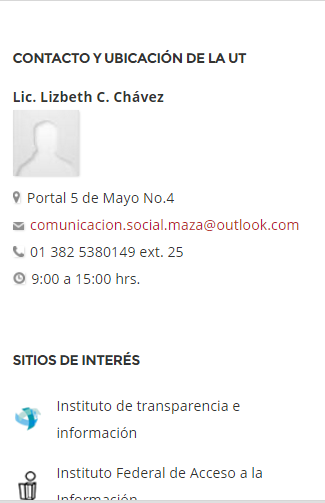 CONTACTO Y UBICACIÓN DE LA UT
Lic. Lizbeth C. Chávez
Portal 5 de Mayo No.4
comunicacion.social.maza@outlook.com
01 382 5380149 ext. 25
9:00 a 15:00 hrs.
SITIOS DE INTERÉS
Instituto de transparencia e
información
Instituto Federal de Acceso a la
Información